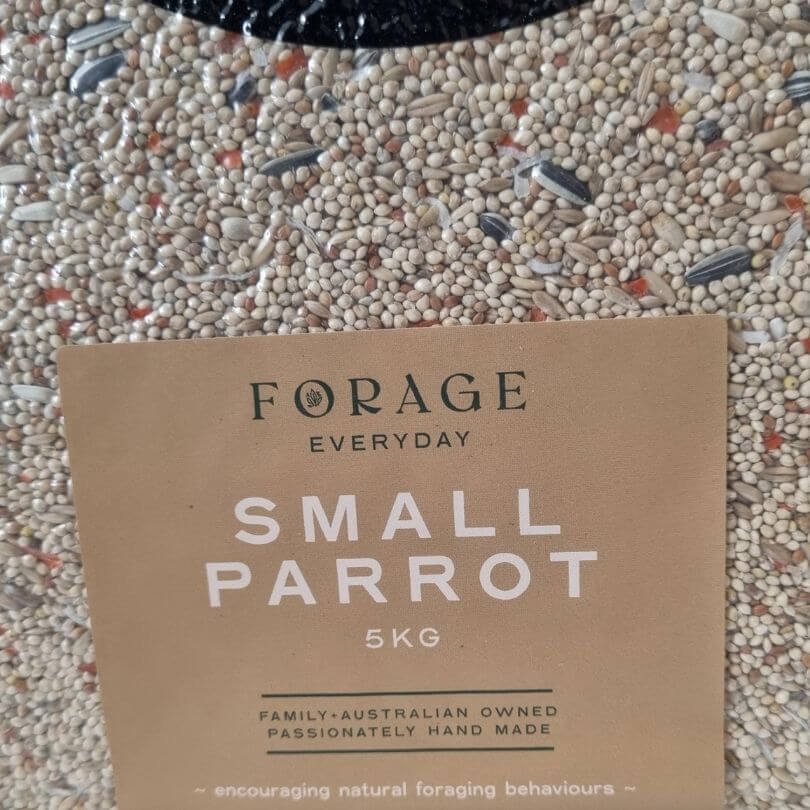 FORAGE
EVERYDAY
SMALL
PARROT
5KG
FAMILY+AUSTRALIAN OWNED
PASSIONATELY HAND MADE
~ encouraging natural foraging behaviours ~